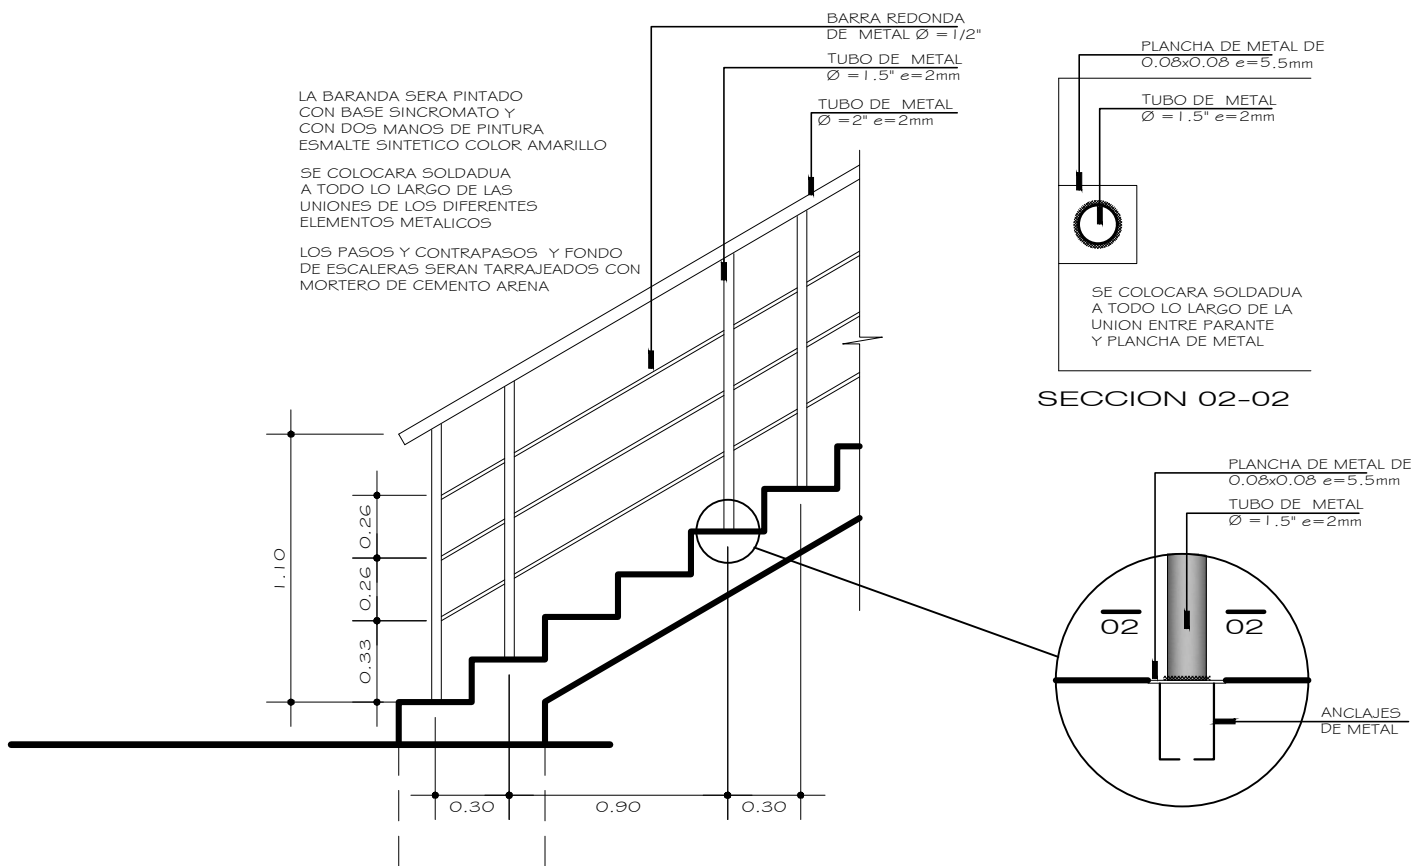 BARRA REDONDA
DE METAL Ø =1/2"
TUBO DE METAL
Ø =1.5" e=2mm
TUBO DE METAL
Ø =2" e=2mm
LA BARANDA SERA PINTADO
CON BASE SINCROMATO Y
CON DOS MANOS DE PINTURA
ESMALTE SINTETICO COLOR AMARILLO
SE COLOCARA SOLDADUA
A TODO LO LARGO DE LAS
UNIONES DE LOS DIFERENTES
ELEMENTOS METALICOS
LOS PASOS Y CONTRAPASOS Y FONDO
DE ESCALERAS SERAN TARRAJEADOS CON
MORTERO DE CEMENTO ARENA
1.10
0.26
0.26
0.33
0.30
0.90
0.30
PLANCHA DE METAL DE
0.08x0.08 e=5.5mm
TUBO DE METAL
Ø =1.5" e=2mm
SE COLOCARA SOLDADUA
A TODO LO LARGO DE LA
UNION ENTRE PARANTE
Y PLANCHA DE METAL
SECCION 02-02
PLANCHA DE METAL DE
0.08x0.08 e=5.5mm
TUBO DE METAL
Ø =1.5" e=2mm
02
02
ANCLAJES
DE METAL